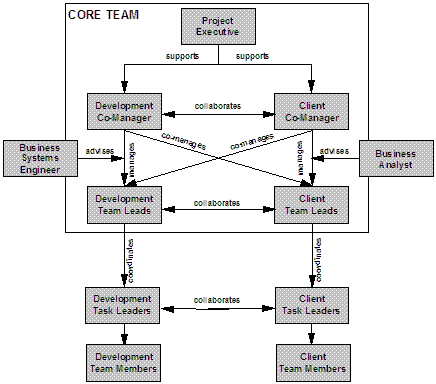 CORE TEAM
Project
Executive
supports
supports
Development
Co-Manager
collaborates
Client
Co-Manager
co-manages
co-manages
Business
Systems
Engineer
advises
manages
manages
advises
Business
Analyst
Development
Team Leads
collaborates
Client
Team Leads
coordinates
coordinates
Development
Task Leaders
collaborates
Client
Task Leaders
Development
Team Members
Client
Team Members